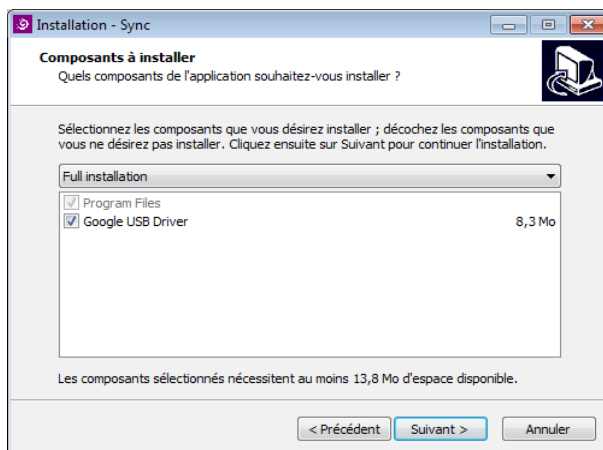 Installation - Sync
Composants à installer
Quels composants de l'application souhaitez-vous installer ?
Sélectionnez les composants que vous désirez installer ; décochez les composants que
vous ne désirez pas installer. Cliquez ensuite sur Suivant pour continuer l'installation.
Full installation
Program Files
Google USB Driver 8,3 Mo
Les composants sélectionnés nécessitent au moins 13,8 Mo d'espace disponible.
< Précédent Suivant > Annuler